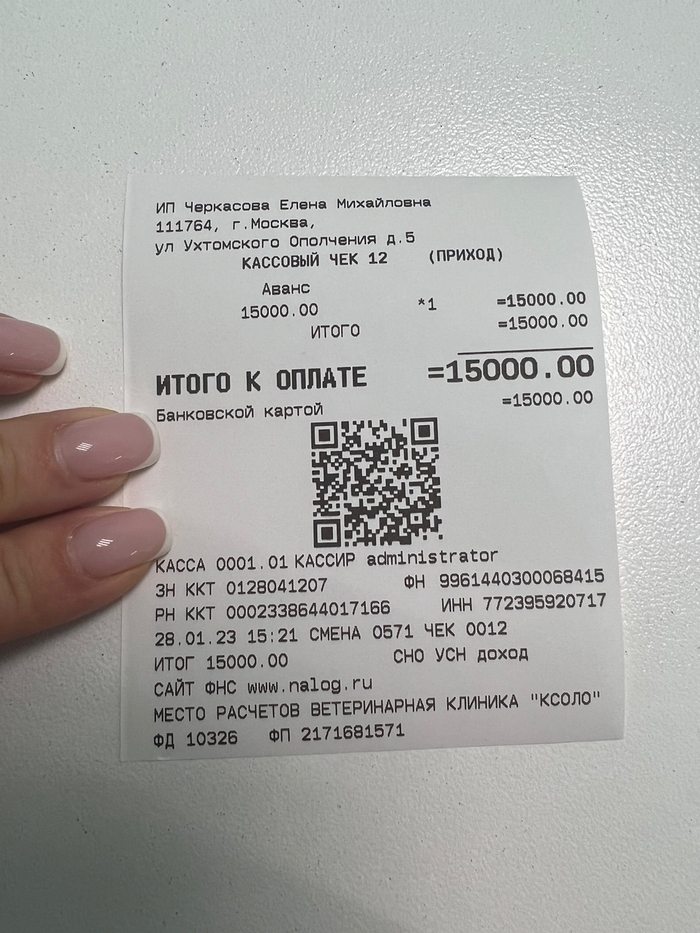 ИП Черкасова Елена Михайловна
111764, г.Москва,
ул Ухтомского Ополчения д.5
КАССОВЫЙ ЧЕК 12 (ПРИХОД)
Аванс
15000.00 *1 =15000.00
ИТОГО =15000.00
ИТОГО К ОПЛАТЕ =15000.00
Банковской картой =15000.00
КАССА 0001.01 КАССИР administrator
ЗН ККТ 0128041207 ФН 9961440300068415
РН ККТ 0002338644017166 ИНН 772395920717
28.01.23 15:21 СМЕНА 0571 ЧЕК 0012
ИТОГ 15000.00 СНО УСН доход
САЙТ ФНС www.nalog.ru
МЕСТО РАСЧЕТОВ ВЕТЕРИНАРНАЯ КЛИНИКА "КСОЛО"
ФД 10326 ФП 2171681571